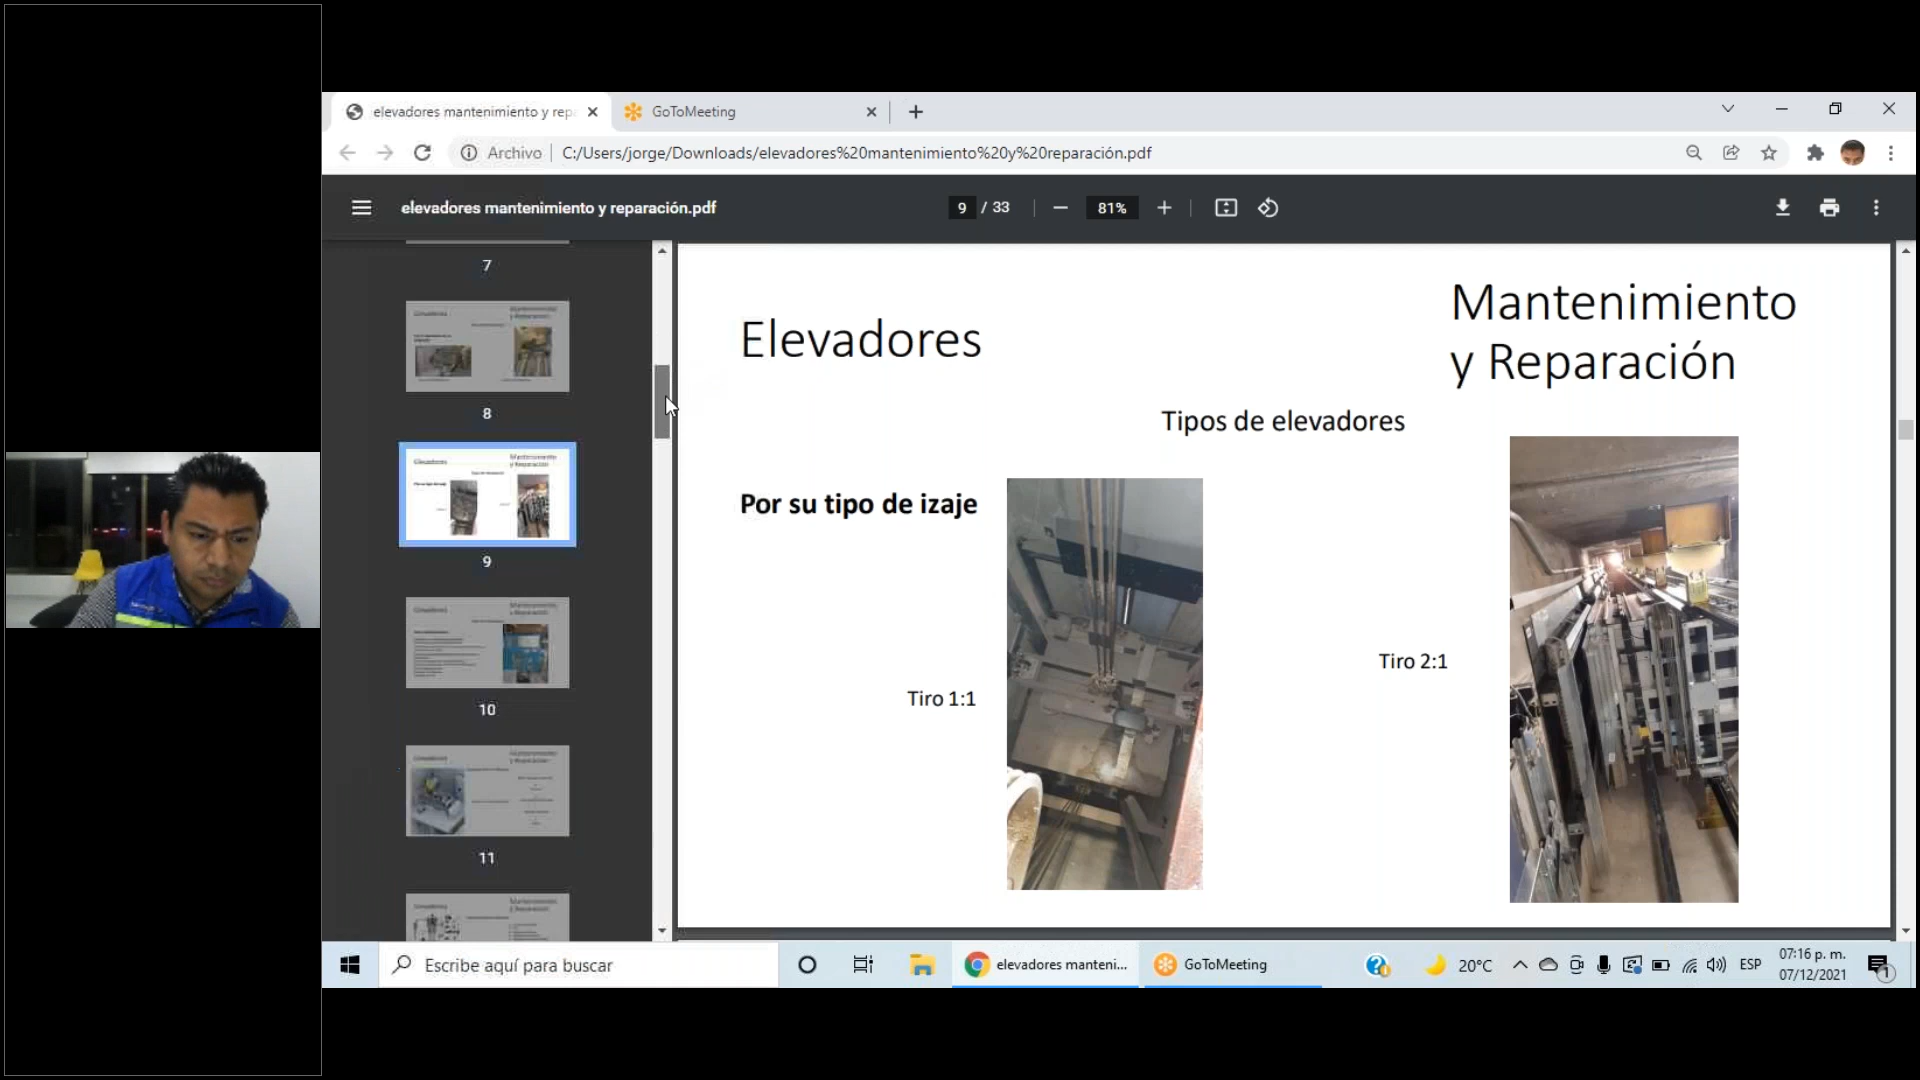 elevadores mantenimiento y rep
GoToMeeting
Archivo
C:/Users/jorge/Downloads/elevadores%20mantenimiento%20y%20reparación.pdf
elevadores mantenimiento y reparación.pdf
9 / 33
81%
7
8
9
10
11
Elevadores
Mantenimiento
y Reparación
Tipos de elevadores
Por su tipo de izaje
Tiro 1:1
Tiro 2:1
Escribe aquí para buscar
elevadores manteni...
GoToMeeting
20°C
ESP
07:16 p. m.
07/12/2021
1